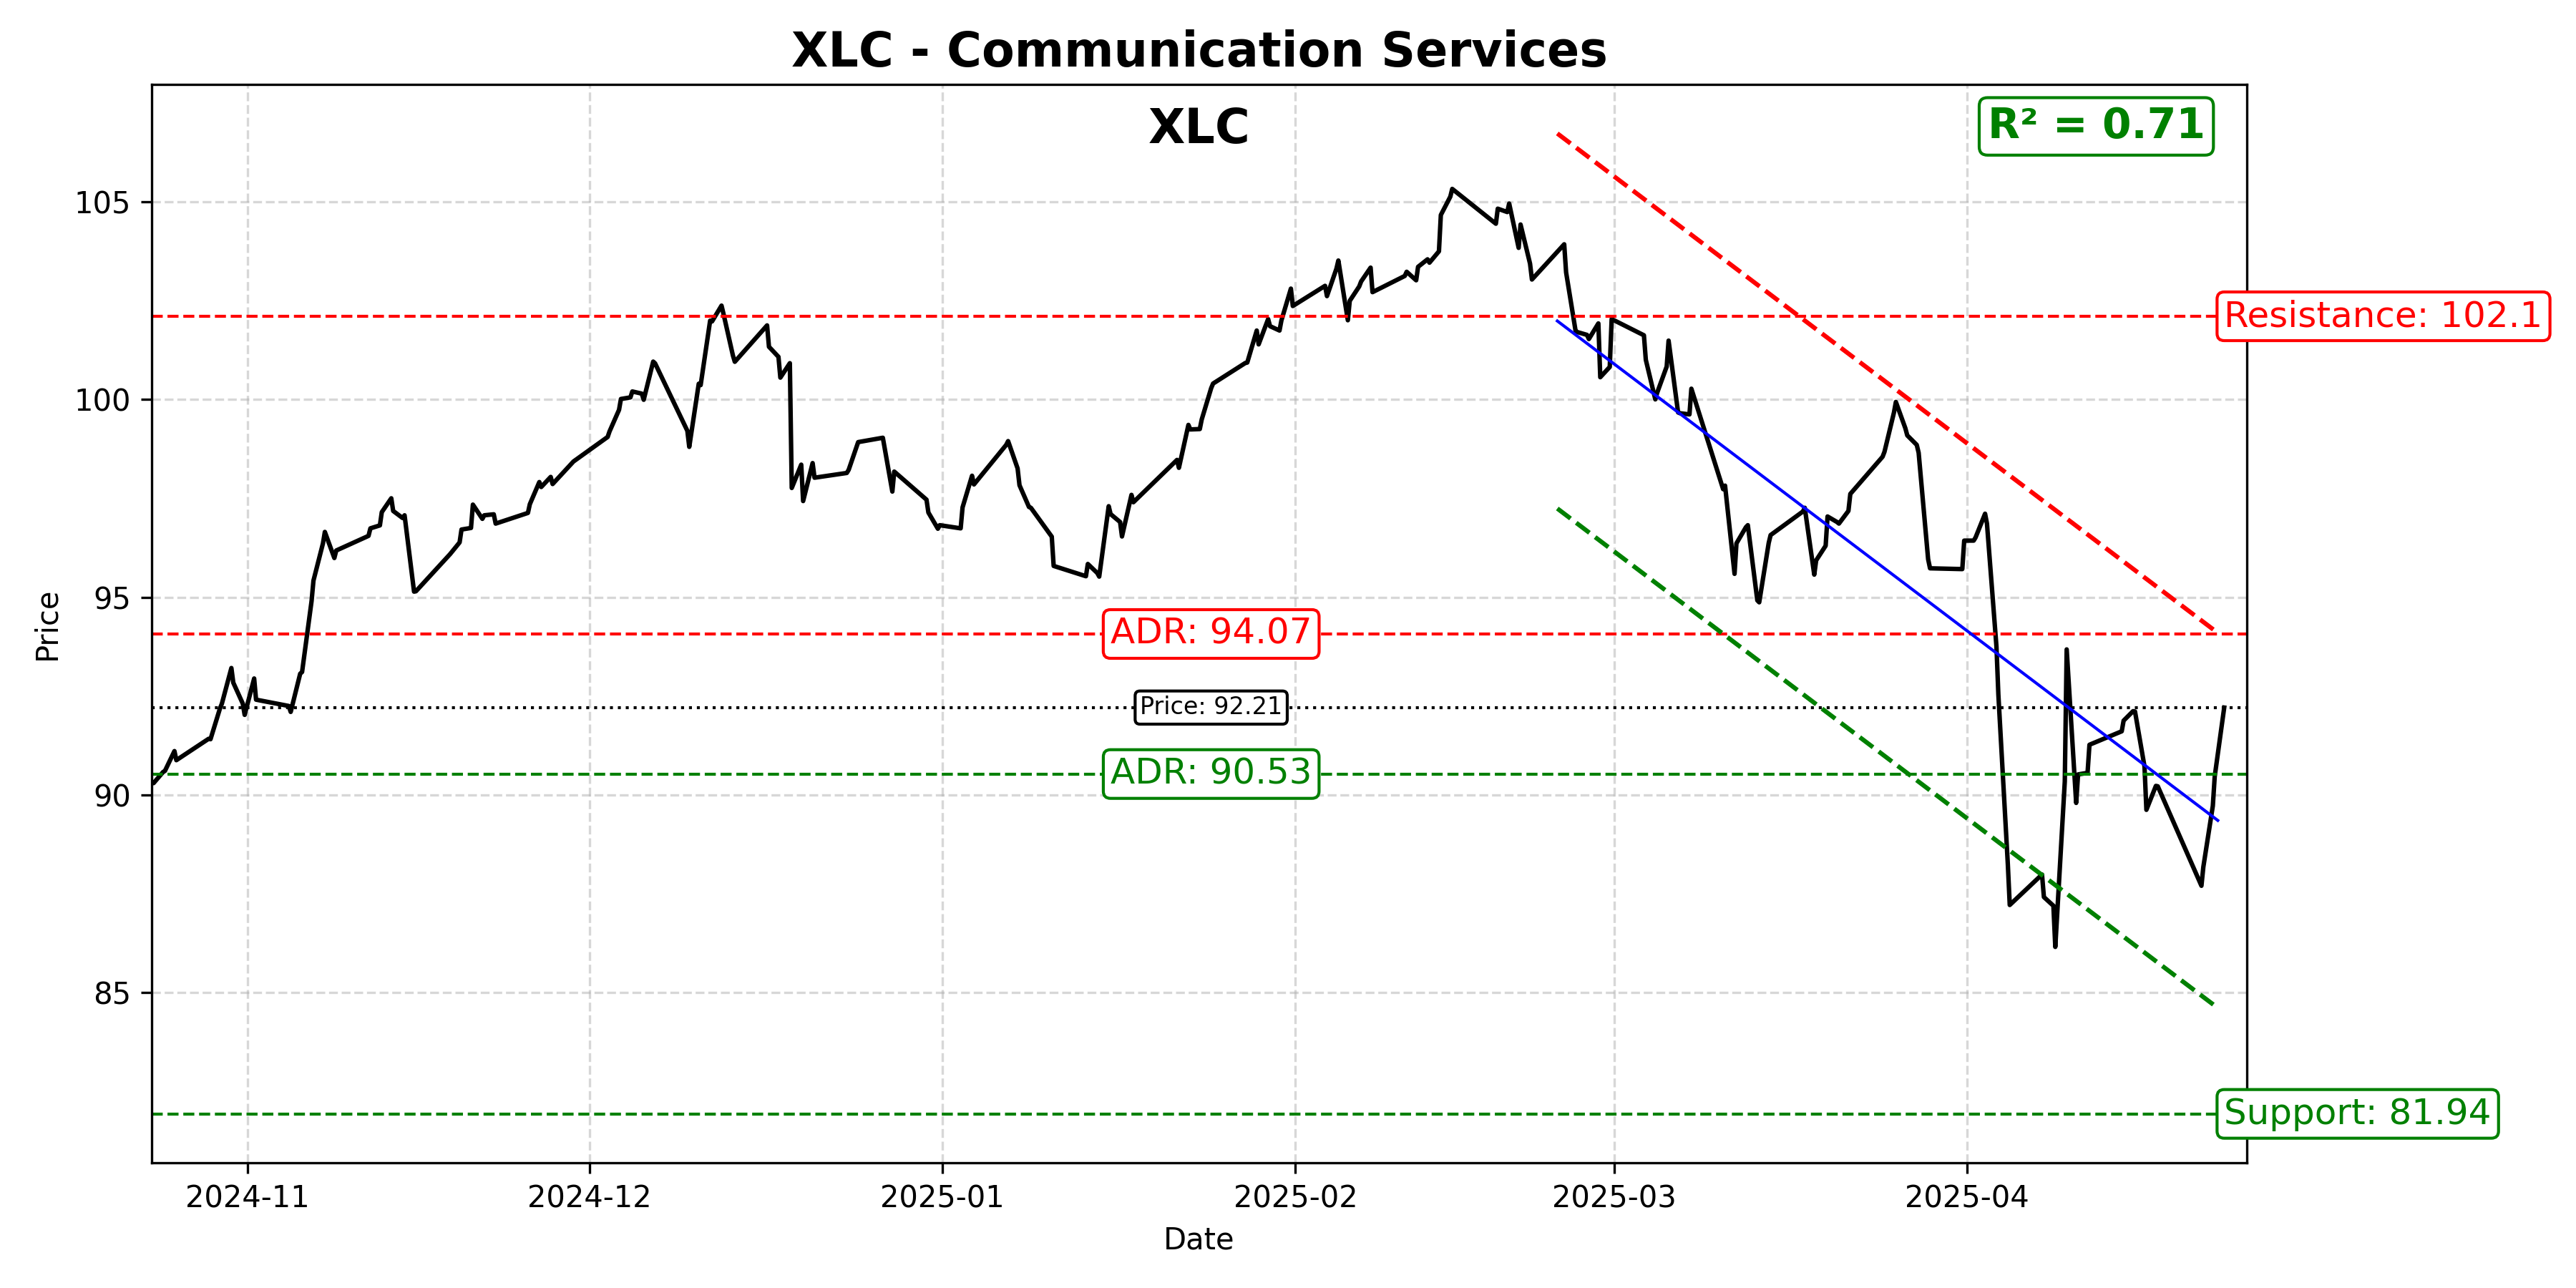 XLC - Communication Services
XLC
R² = 0.71
105
Resistance: 102.1
100
95
ADR: 94.07
Price: 92.21
ADR: 90.53
90
85
Support: 81.94
Price
2024-11
2024-12
2025-01
2025-02
2025-03
2025-04
Date